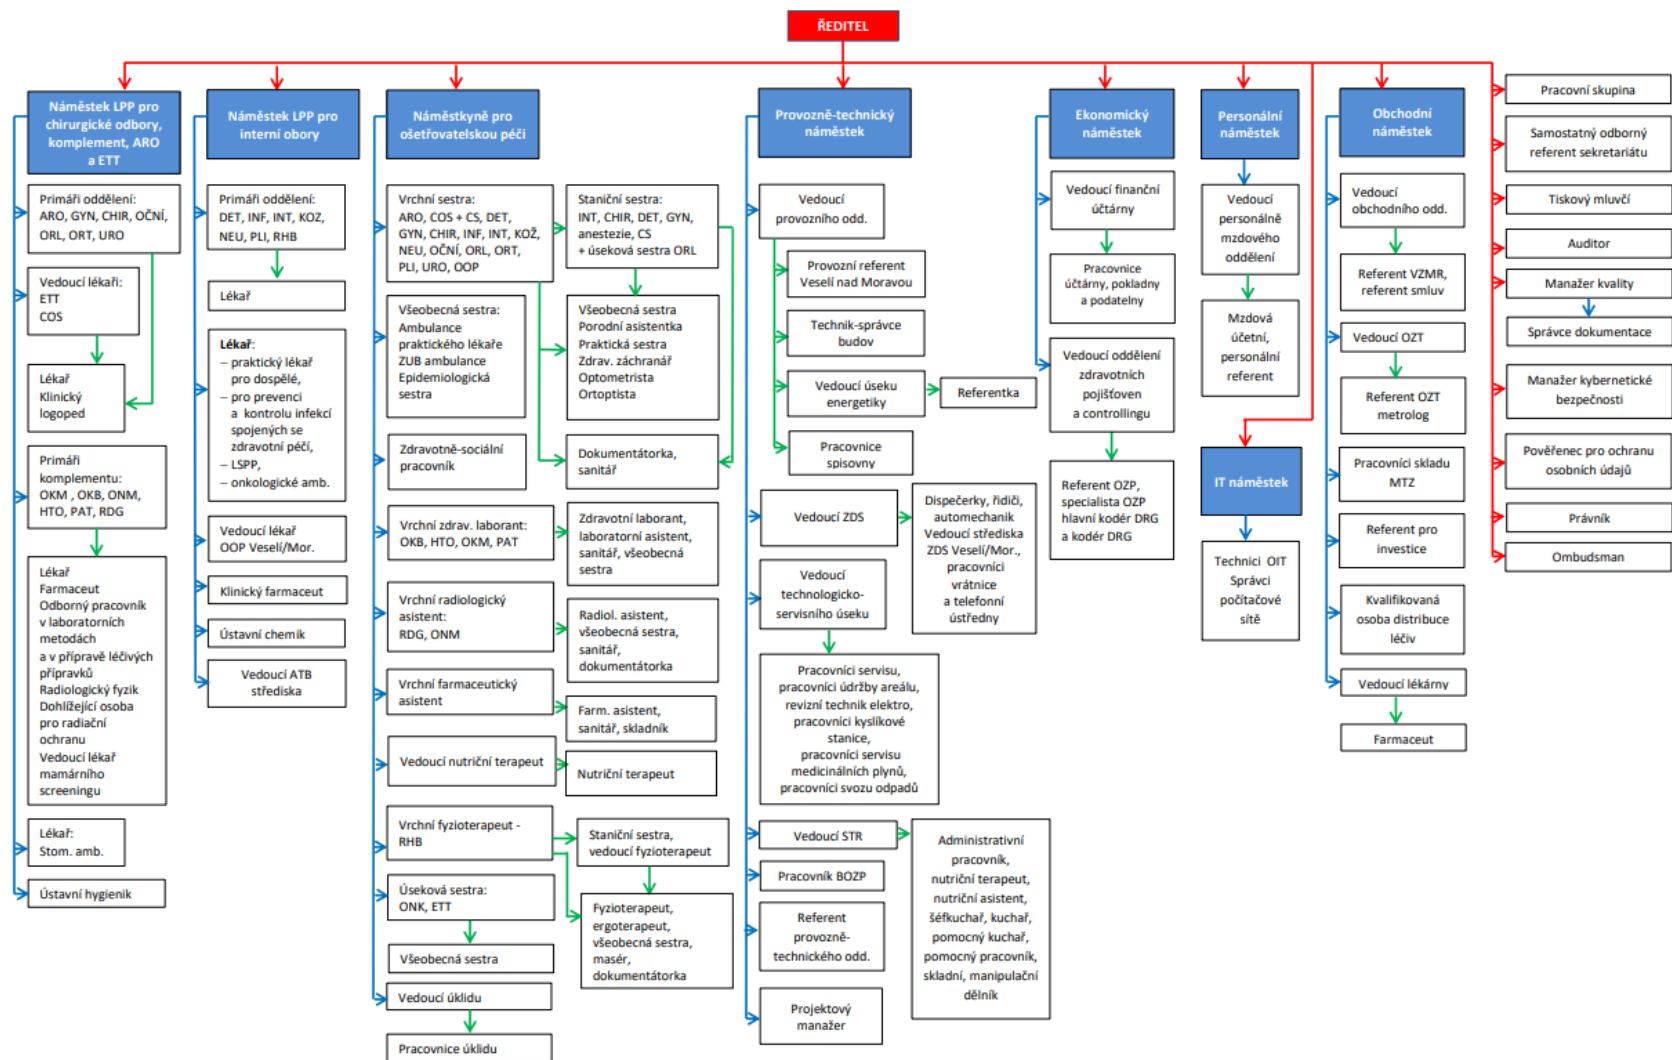 ŘEDITEL
Náměstek LPP pro
chirurgické odbory,
komplement, ARO
a ETT
Primáři oddělení:
ARO, GYN, CHIR, OČNÍ,
ORL, ORT, URO
Vedoucí lékaři:
ETT
COS
Lékař
Klinický
logoped
Primáři
komplementu:
OKM , OKB, ONM,
HTO, PAT, RDG
Lékař
Farmaceut
Odborný pracovník
v laboratorních
metodách
a v přípravě léčivých
přípravků
Radiologický fyzik
Dohlížející osoba
pro radiační
ochranu
Vedoucí lékař
mamárního
screeningu
Lékař:
Stom. amb.
Ústavní hygienik
Náměstek LPP pro
interní obory
Primáři oddělení:
DET, INF, INT, KOZ,
NEU, PLI, RHB
Lékař
Lékař:
– praktický lékař
pro dospělé,
– pro prevenci
a kontrolu infekcí
spojených se
zdravotní péčí,
– LSPP,
– onkologické amb.
Vedoucí lékař
OOP Veselí/Mor.
Klinický farmaceut
Ústavní chemik
Vedoucí ATB
střediska
Náměstkyně pro
ošetřovatelskou péči
Vrchní sestra:
ARO, COS + CS, DET,
GYN, CHIR, INF, INT, KOŽ,
NEU, OČNÍ, ORL, ORT,
PLI, URO, OOP
Staniční sestra:
INT, CHIR, DET, GYN,
anestezie, CS
+ úseková sestra ORL
Všeobecná sestra:
Ambulance
praktického lékaře
ZUB ambulance
Epidemiologická
sestra
Všeobecná sestra
Porodní asistentka
Praktická sestra
Zdrav. záchranář
Optometrista
Ortoptista
Zdravotně-sociální
pracovník
Dokumentátorka,
sanitář
Vrchní zdrav. laborant:
OKB, HTO, OKM, PAT
Zdravotní laborant,
laboratorní asistent,
sanitář, všeobecná
sestra
Vrchní radiologický
asistent:
RDG, ONM
Radiol. asistent,
všeobecná sestra,
sanitář,
dokumentátorka
Vrchní farmaceutický
asistent
Farm. asistent,
sanitář, skladník
Vedoucí nutriční terapeut
Nutriční terapeut
Vrchní fyzioterapeut -
RHB
Staniční sestra,
vedoucí fyzioterapeut
Úseková sestra:
ONK, ETT
Fyzioterapeut,
ergoterapeut,
všeobecná sestra,
masér,
dokumentátorka
Všeobecná sestra
Vedoucí úklidu
Pracovnice úklidu
Provozně-technický
náměstek
Vedoucí
provozního odd.
Provozní referent
Veselí nad Moravou
Technik-správce
budov
Vedoucí úseku
energetiky
Referentka
Pracovnice
spisovny
Vedoucí ZDS
Dispečerky, řidiči,
automechanik
Vedoucí střediska
ZDS Veselí/Mor.,
pracovníci
vrátnice
a telefonní
ústředny
Vedoucí
technologicko-
servisního úseku
Pracovníci servisu,
pracovníci údržby areálu,
revizní technik elektro,
pracovníci kyslíkové
stanice,
pracovníci servisu
medicinálních plynů,
pracovníci svozu odpadů
Vedoucí STR
Administrativní
pracovník,
nutriční terapeut,
nutriční asistent,
šéfkuchař, kuchař,
pomocný kuchař,
pomocný pracovník,
skladní, manipulační
dělník
Pracovník BOZP
Referent
provozně-
technického odd.
Projektový
manažer
Ekonomický
náměstek
Vedoucí finanční
účtárny
Pracovnice
účtárny, pokladny
a podatelny
Vedoucí oddělení
zdravotních
pojišťoven
a controllingu
Referent OZP,
specialista OZP
hlavní kodér DRG
a kodér DRG
Personální
náměstek
Vedoucí
personálně
mzdového
oddělení
Mzdová
účetní,
personální
referent
IT náměstek
Technici OIT
Správci
počítačové
sítě
Obchodní
náměstek
Vedoucí
obchodního odd.
Referent VZMR,
referent smluv
Vedoucí OZT
Referent OZT
metrolog
Pracovníci skladu
MTZ
Referent pro
investice
Kvalifikovaná
osoba distribuce
léčiv
Vedoucí lékárny
Farmaceut
Pracovní skupina
Samostatný odborný
referent sekretariátu
Tiskový mluvčí
Auditor
Manažer kvality
Správce dokumentace
Manažer kybernetické
bezpečnosti
Pověřenec pro ochranu
osobních údajů
Právník
Ombudsman